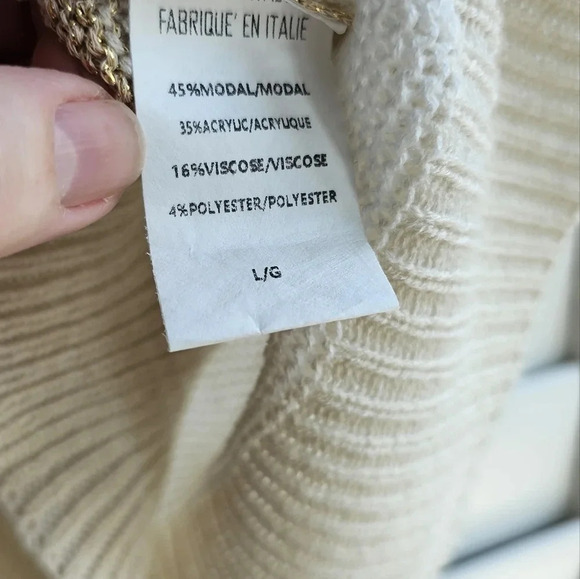 FABRIQUE' EN ITALIE
45%MODAL/MODAL
35%ACRYLIC/ACRYLIQUE
16%VISCOSE/VISCOSE
4%POLYESTER/POLYESTER
L/G